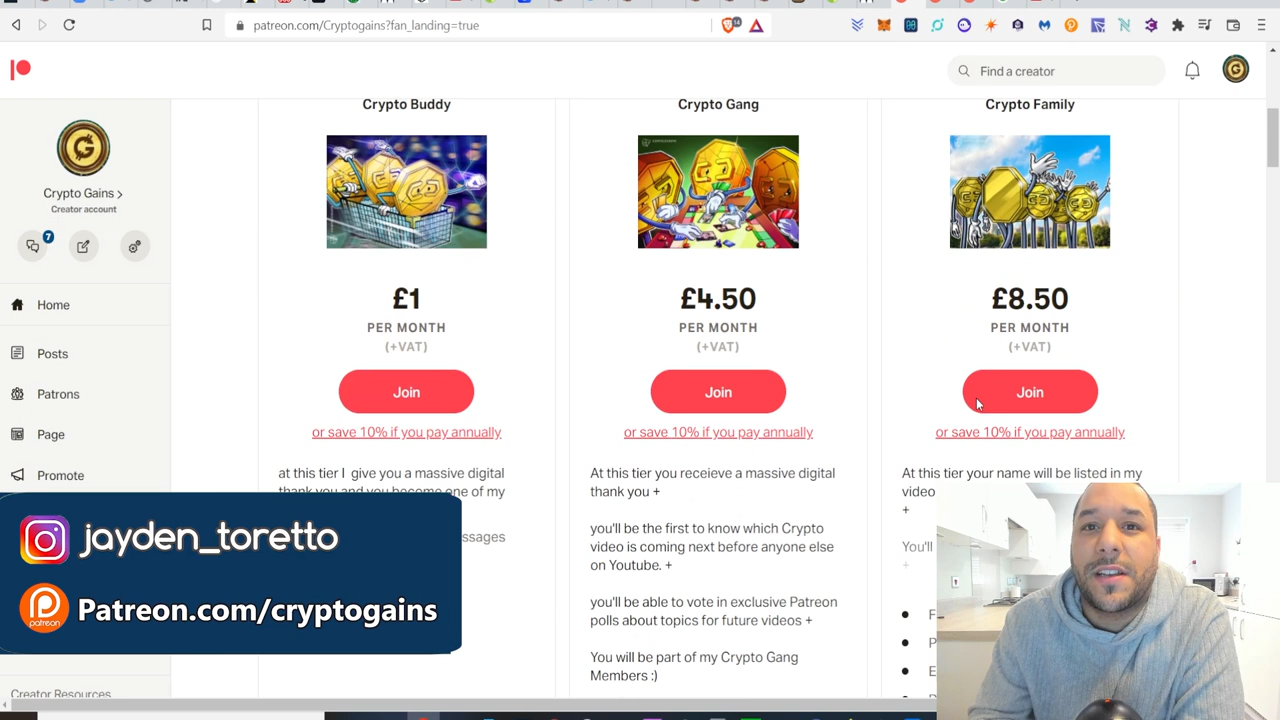 patreon.com/Cryptogains?fan_landing=true
Find a creator
Crypto Gains
Creator account
7
Home
Posts
Patrons
Page
Promote
Creator Resources
Crypto Buddy
£1
PER MONTH
(+VAT)
Join
or save 10% if you pay annually
at this tier I give you a massive digital
thank you and you become one of my
ssages
Crypto Gang
£4.50
PER MONTH
(+VAT)
Join
or save 10% if you pay annually
At this tier you receieve a massive digital
thank you +
you'll be the first to know which Crypto
video is coming next before anyone else
on Youtube. +
you'll be able to vote in exclusive Patreon
polls about topics for future videos +
You will be part of my Crypto Gang
Members :)
Crypto Family
£8.50
PER MONTH
(+VAT)
Join
or save 10% if you pay annually
At this tier your name will be listed in my
video
+
You'll
+
jayden_toretto
Patreon.com/cryptogains